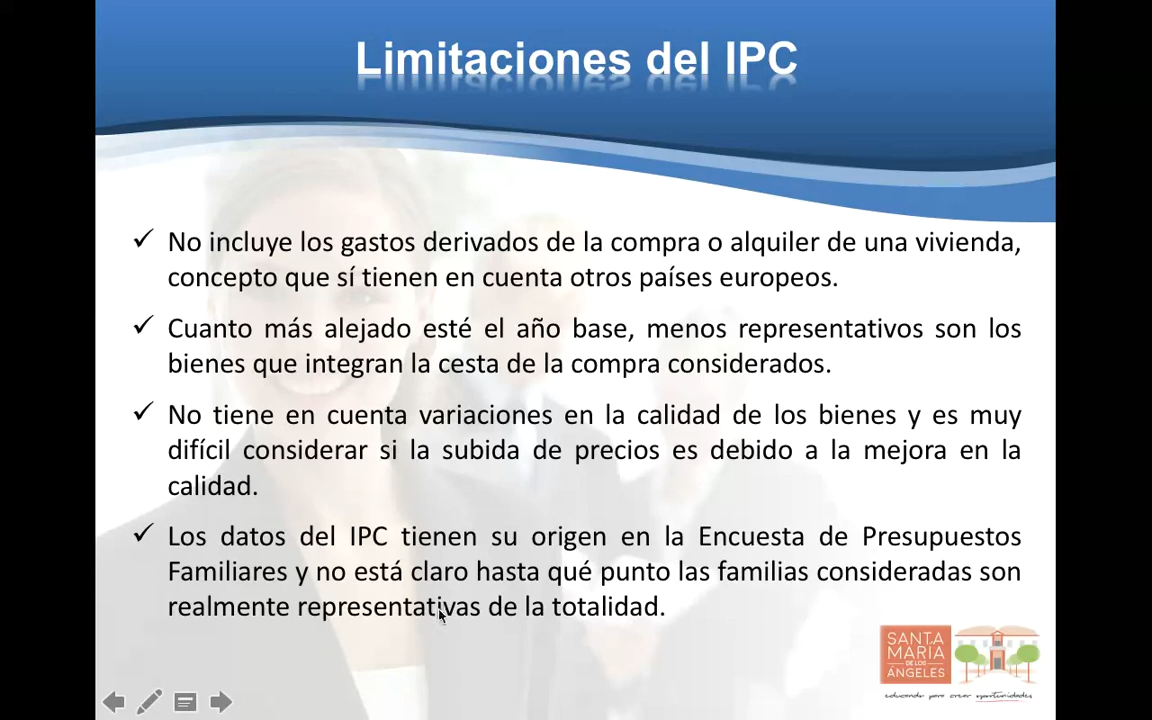 Limitaciones del IPC
✓ No incluye los gastos derivados de la compra o alquiler de una vivienda,
concepto que sí tienen en cuenta otros países europeos.
✓ Cuanto más alejado esté el año base, menos representativos son los
bienes que integran la cesta de la compra considerados.
✓ No tiene en cuenta variaciones en la calidad de los bienes y es muy
difícil considerar si la subida de precios es debido a la mejora en la
calidad.
✓ Los datos del IPC tienen su origen en la Encuesta de Presupuestos
Familiares y no está claro hasta qué punto las familias consideradas son
realmente representativas de la totalidad.
SANTA
MARIA
DE LOS
ÁNGELES
educando para crear oportunidades